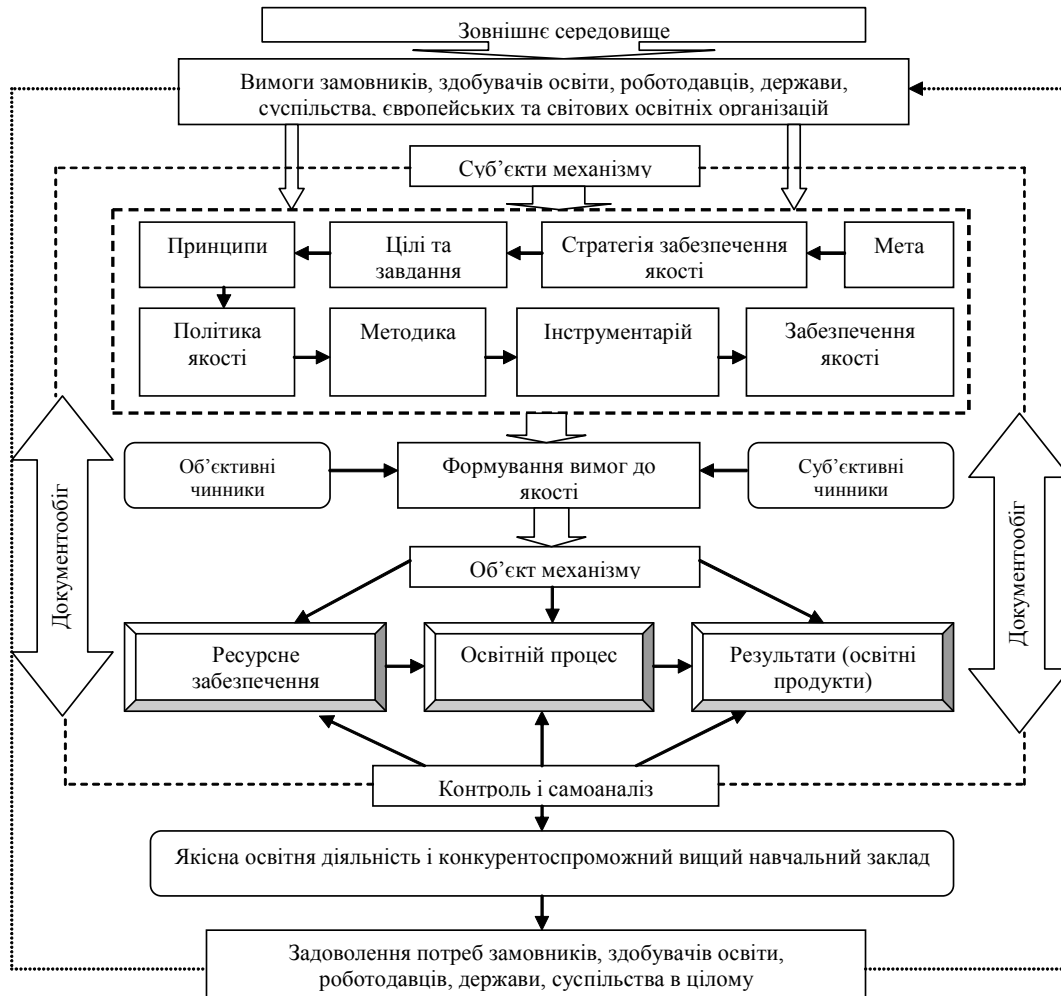 Зовнішнє середовище
Вимоги замовників, здобувачів освіти, роботодавців, держави,
суспільства, європейських та світових освітніх організацій
Суб’єкти механізму
Принципи
Цілі та
завдання
Стратегія забезпечення
якості
Мета
Політика
якості
Методика
Інструментарій
Забезпечення
якості
Об’єктивні
чинники
Формування вимог до
якості
Суб’єктивні
чинники
Документообіг
Документообіг
Об’єкт механізму
Ресурсне
забезпечення
Освітній процес
Результати (освітні
продукти)
Контроль і самоаналіз
Якісна освітня діяльність і конкурентоспроможний вищий навчальний заклад
Задоволення потреб замовників, здобувачів освіти,
роботодавців, держави, суспільства в цілому